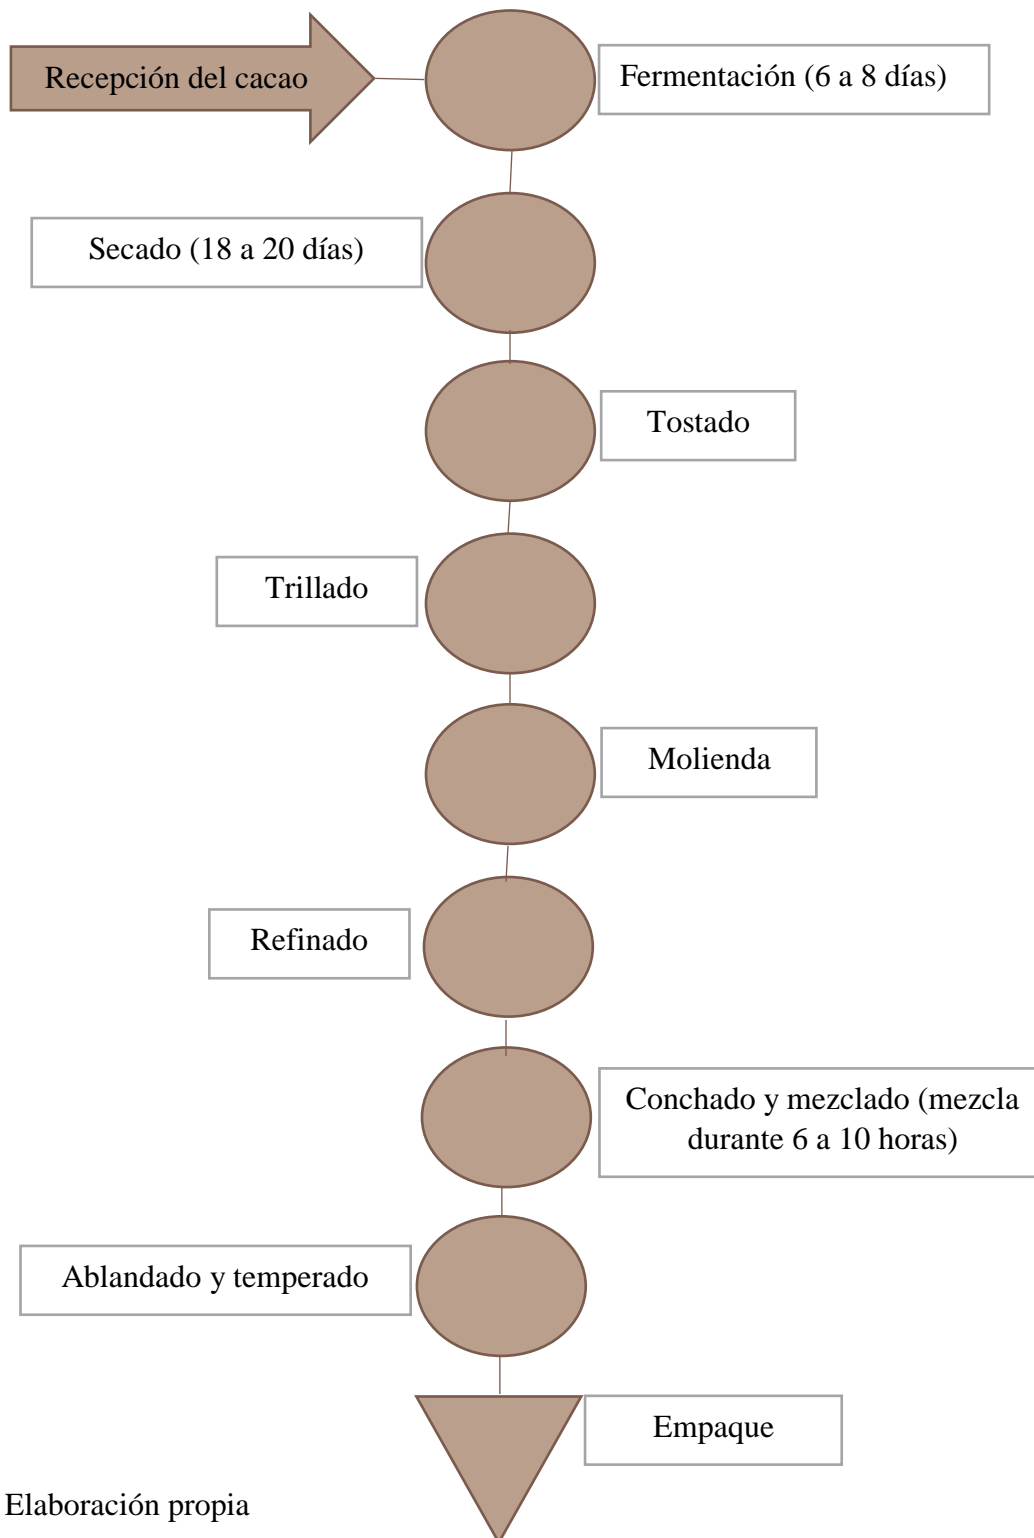 Recepción del cacao
Fermentación (6 a 8 días)
Secado (18 a 20 días)
Tostado
Trillado
Molienda
Refinado
Conchado y mezclado (mezcla
durante 6 a 10 horas)
Ablandado y temperado
Empaque
Elaboración propia